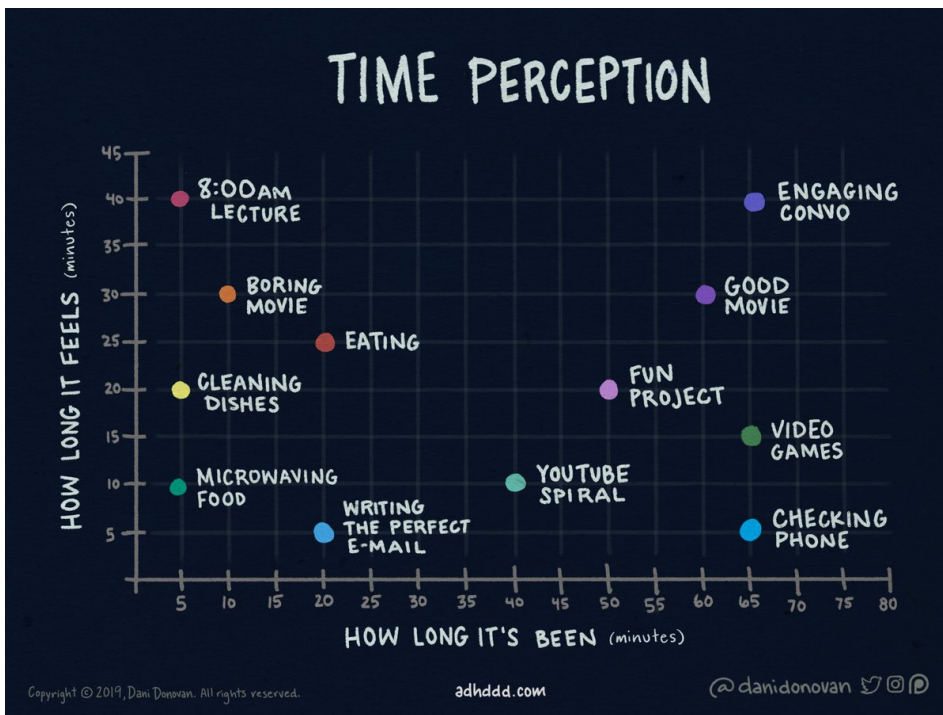 TIME PERCEPTION
HOW LONG IT FEELS (minutes)
45
40
35
30
25
20
15
10
5
8:00AM
LECTURE
ENGAGING
CONVO
BORING
MOVIE
GOOD
MOVIE
EATING
CLEANING
DISHES
FUN
PROJECT
VIDEO
GAMES
MICROWAVING
FOOD
YOUTUBE
SPIRAL
WRITING
THE PERFECT
E-MAIL
CHECKING
PHONE
5 10 15 20 25 30 35 40 45 50 55 60 65 70 75 80
HOW LONG IT'S BEEN (minutes)
Copyright © 2019, Dani Donovan. All rights reserved.
adhddd.com
@danidonovan